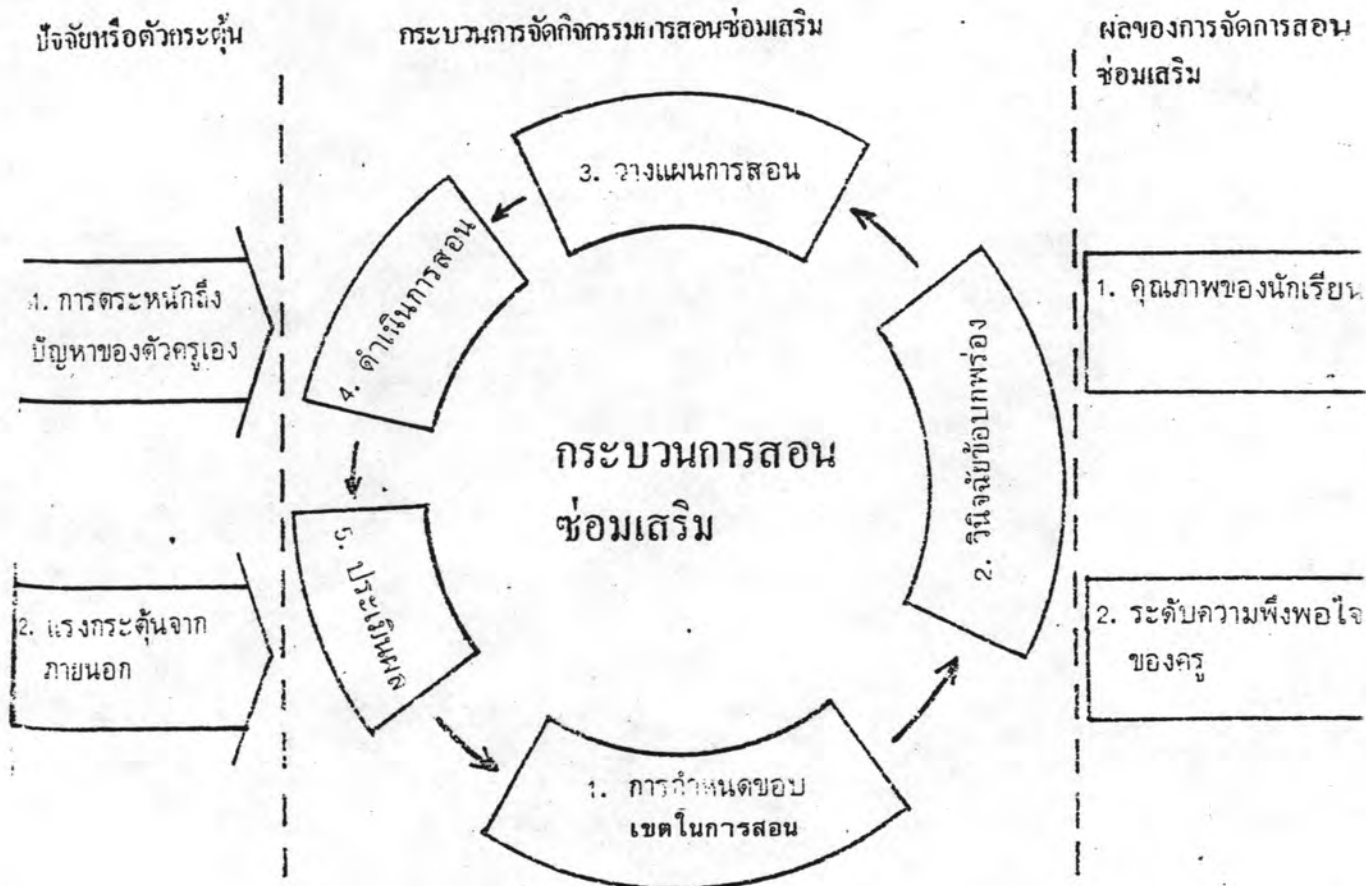 ปัจจัยหรือตัวกระตุ้น
กระบวนการจัดกิจกรรมการสอนซ่อมเสริม
ผลของการจัดการสอน
ซ่อมเสริม
1. การตระหนักถึง
ปัญหาของตัวครูเอง
2. แรงกระตุ้นจาก
ภายนอก
3. วางแผนการสอน
4. ดำเนินการสอน
5. ประเมินผล
1. การกำหนดขอบ
เขตในการสอน
2. วินิจฉัยข้อบกพร่อง
กระบวนการสอน
ซ่อมเสริม
1. คุณภาพของนักเรียน
2. ระดับความพึงพอใจ
ของครู